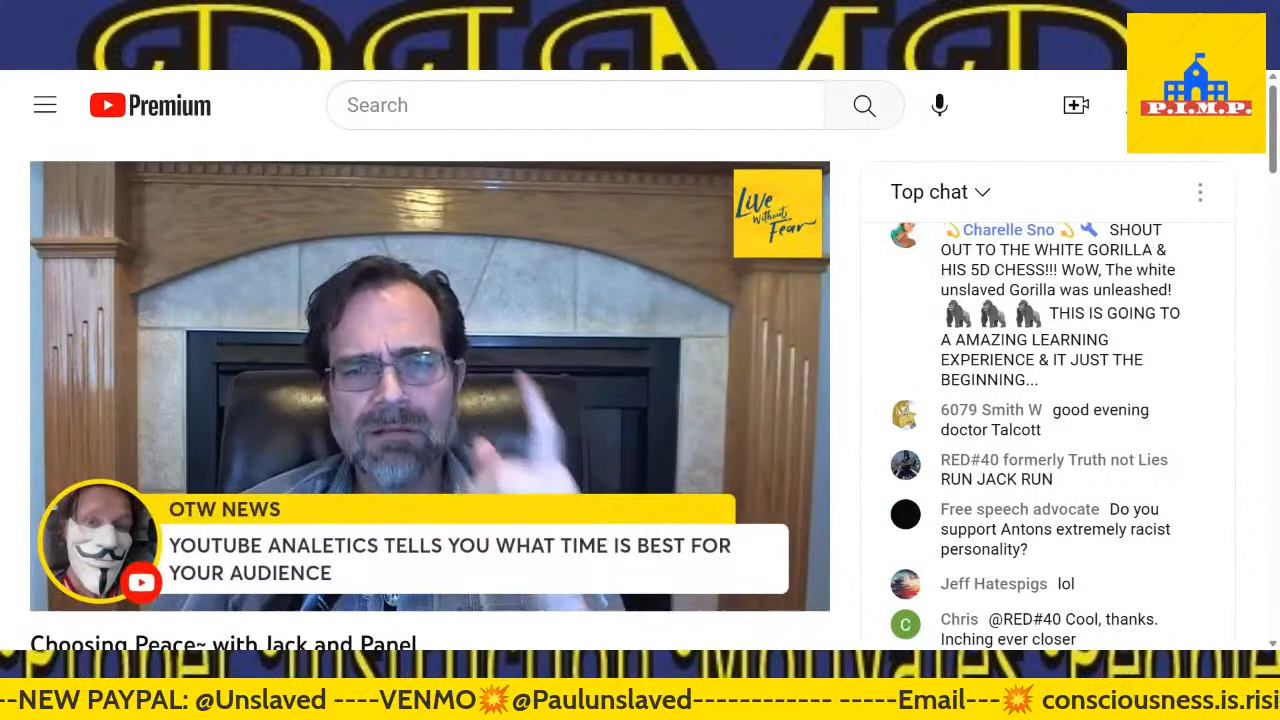 P.I.M.P.
Premium
Search
P.I.M.P.
Live
Without
Fear
OTW NEWS
YOUTUBE ANALETICS TELLS YOU WHAT TIME IS BEST FOR
YOUR AUDIENCE
Choosing Peace~ with Jack and Panel
Top chat
Charelle Sno SHOUT
OUT TO THE WHITE GORILLA &
HIS 5D CHESS!!! WoW, The white
unslaved Gorilla was unleashed!
🦍🦍🦍 THIS IS GOING TO
A AMAZING LEARNING
EXPERIENCE & IT JUST THE
BEGINNING...
6079 Smith W good evening
doctor Talcott
RED#40 formerly Truth not Lies
RUN JACK RUN
Free speech advocate Do you
support Antons extremely racist
personality?
Jeff Hatespigs lol
C
Chris @RED#40 Cool, thanks.
Inching ever closer
Proper Instruction Motivates People
--NEW PAYPAL: @Unslaved ----VENMO💥@Paulunslaved------------ -----Email---💥 consciousness.is.risi